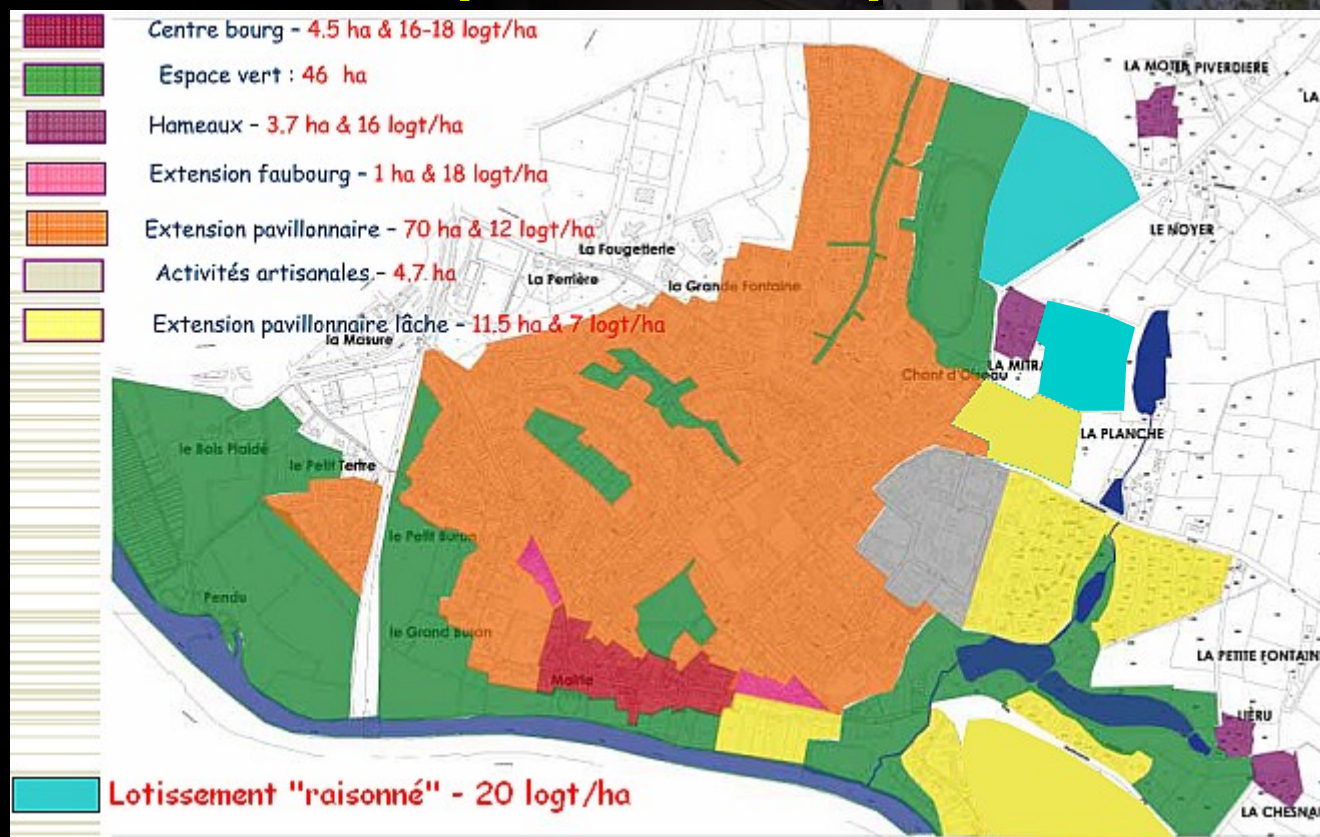 Centre bourg - 4.5 ha & 16-18 logt/ha
Espace vert : 46 ha
Hameaux - 3.7 ha & 16 logt/ha
Extension faubourg - 1 ha & 18 logt/ha
Extension pavillonnaire - 70 ha & 12 logt/ha
Activités artisanales - 4,7 ha
Extension pavillonnaire lâche - 11.5 ha & 7 logt/ha
LA MOTTE PIVERDIERE
LA
LE NOYER
La Fougetterie
La Perrière
la Grande Fontaine
la Masure
LA MITR
Chant d'Oiseau
LA PLANCHE
le Bois Plaidé
le Petit Tertre
le Petit Buron
Pendu
le Grand Buron
Mairie
LA PETITE FONTAIN
LIERU
LA CHESNA
Lotissement "raisonné" - 20 logt/ha